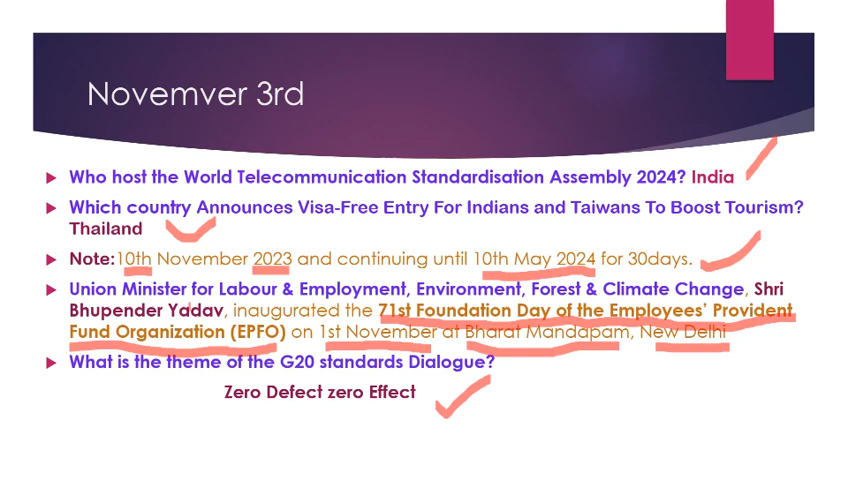 Novemver 3rd
Who host the World Telecommunication Standardisation Assembly 2024? India
Which country Announces Visa-Free Entry For Indians and Taiwans To Boost Tourism?
Thailand
Note:10th November 2023 and continuing until 10th May 2024 for 30days.
Union Minister for Labour & Employment, Environment, Forest & Climate Change, Shri
Bhupender Yadav, inaugurated the 71st Foundation Day of the Employees' Provident
Fund Organization (EPFO) on 1st November at Bharat Mandapam, New Delhi
What is the theme of the G20 standards Dialogue?
Zero Defect zero Effect